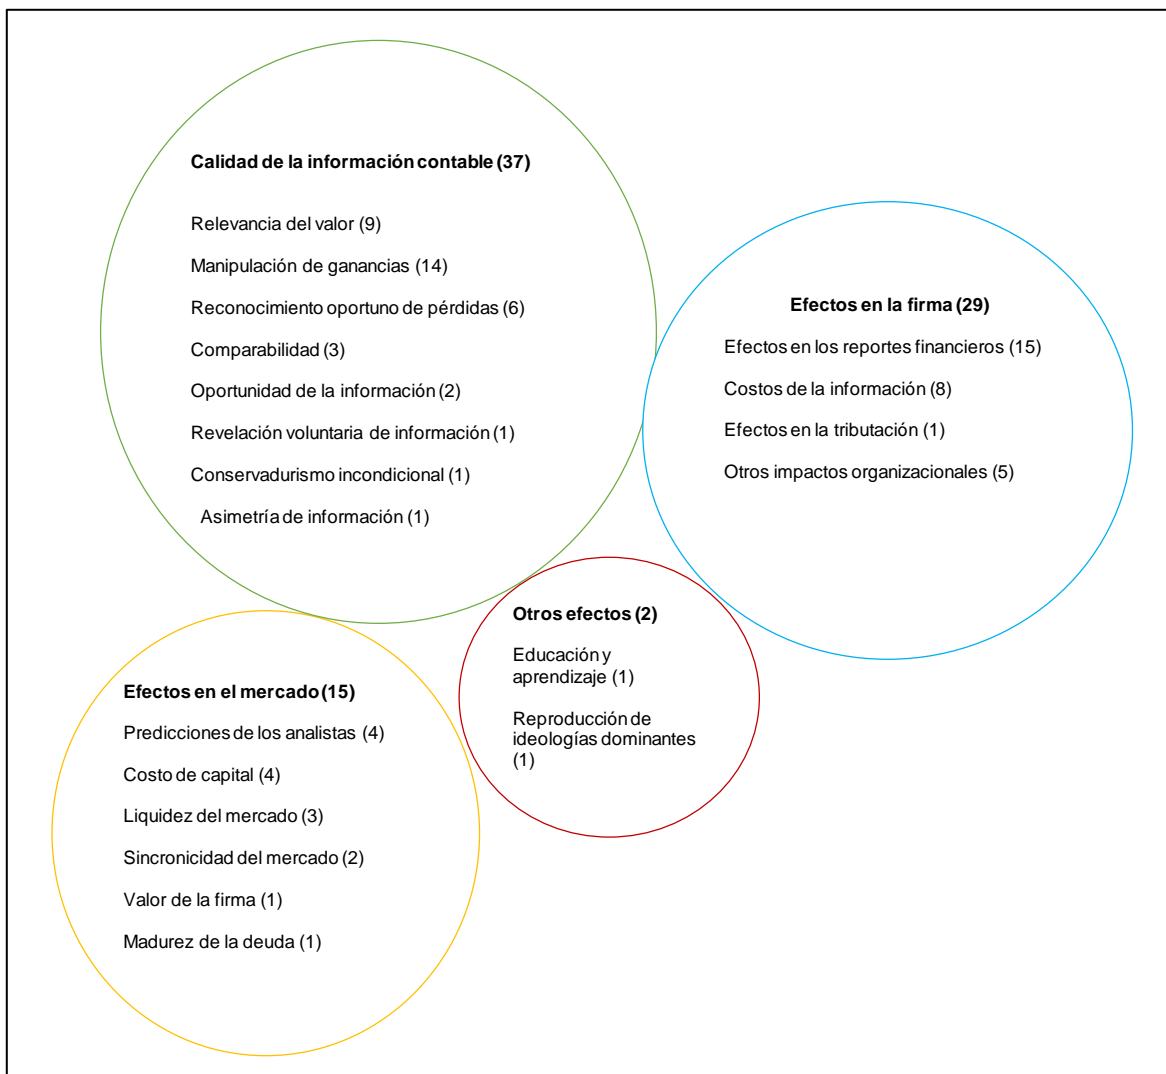 Calidad de la información contable (37)
Relevancia del valor (9)
Manipulación de ganancias (14)
Reconocimiento oportuno de pérdidas (6)
Comparabilidad (3)
Oportunidad de la información (2)
Revelación voluntaria de información (1)
Conservadurismo incondicional (1)
Asimetría de información (1)
Efectos en la firma (29)
Efectos en los reportes financieros (15)
Costos de la información (8)
Efectos en la tributación (1)
Otros impactos organizacionales (5)
Otros efectos (2)
Educación y
aprendizaje (1)
Reproducción de
ideologías dominantes
(1)
Efectos en el mercado (15)
Predicciones de los analistas (4)
Costo de capital (4)
Liquidez del mercado (3)
Sincronicidad del mercado (2)
Valor de la firma (1)
Madurez de la deuda (1)